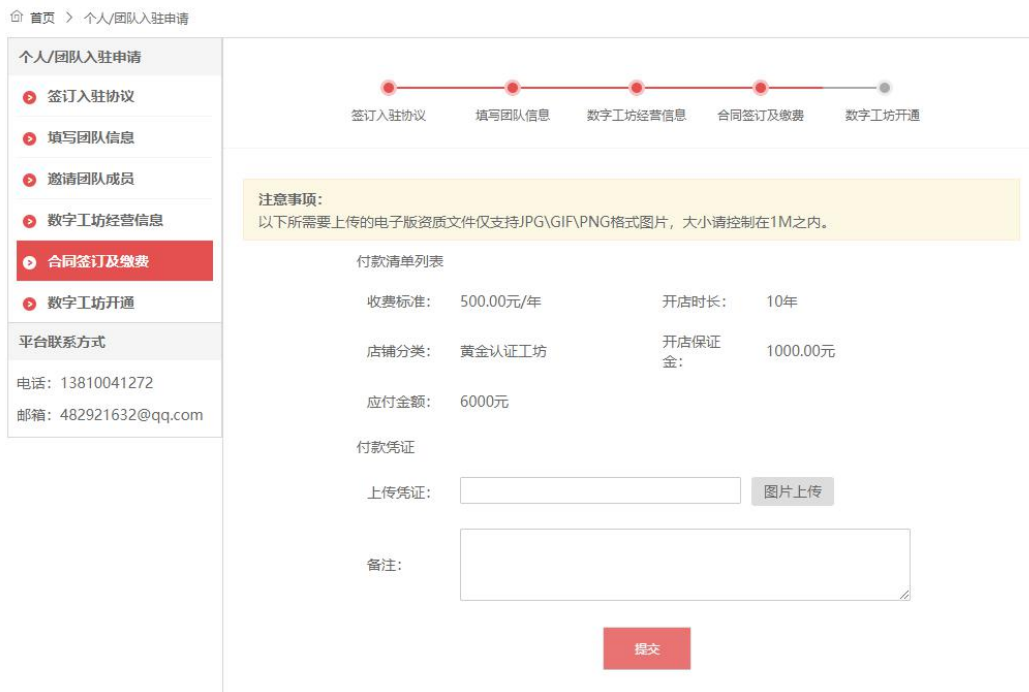 首页 > 个人/团队入驻申请
个人/团队入驻申请
签订入驻协议
填写团队信息
邀请团队成员
数字工坊经营信息
合同签订及缴费
数字工坊开通
平台联系方式
电话：13810041272
邮箱：482921632@qq.com
签订入驻协议 填写团队信息 数字工坊经营信息 合同签订及缴费 数字工坊开通
注意事项：
以下所需要上传的电子版资质文件仅支持JPG\GIF\PNG格式图片，大小请控制在1M之内。
付款清单列表
收费标准： 500.00元/年 开店时长： 10年
店铺分类： 黄金认证工坊 开店保证金： 1000.00元
应付金额： 6000元
付款凭证
上传凭证： 图片上传
备注：
提交